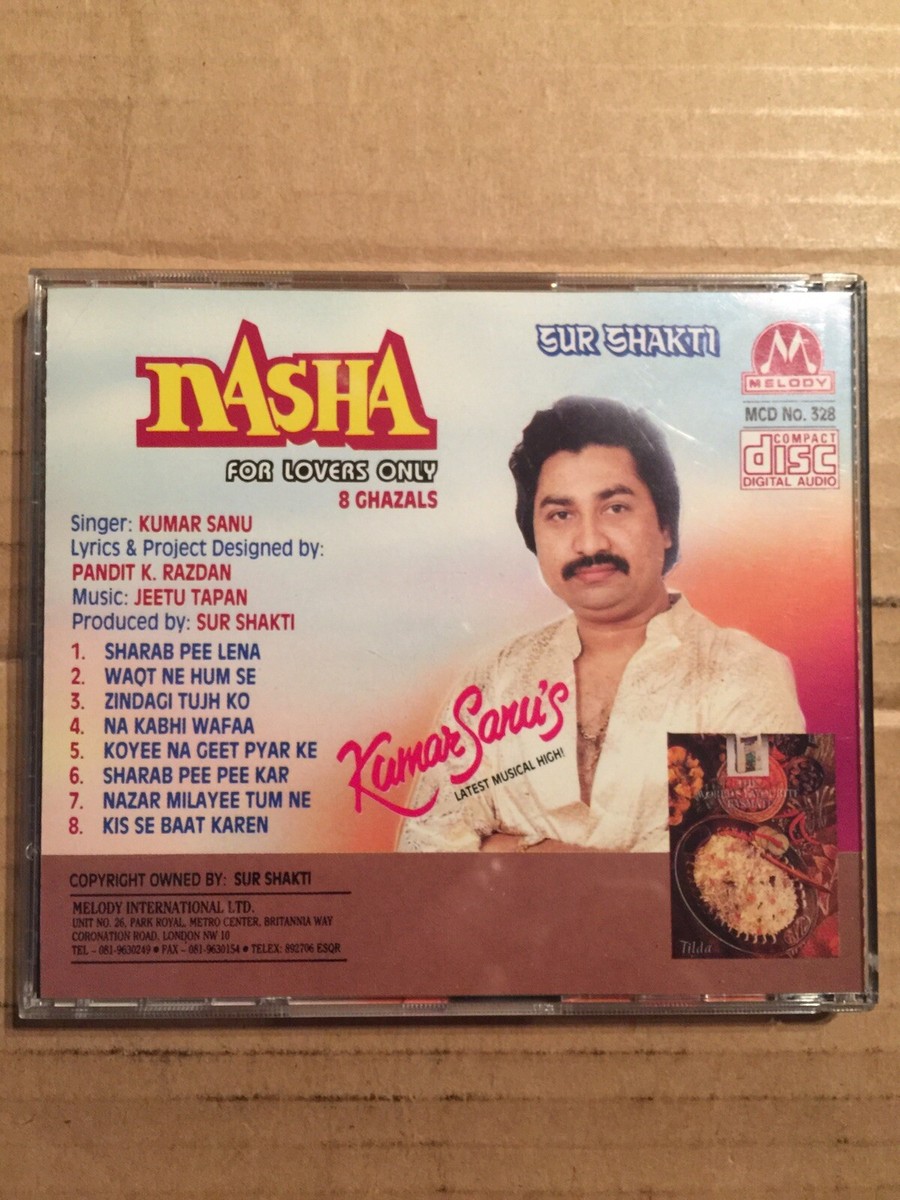 NASHA
FOR LOVERS ONLY
8 GHAZALS
SUR SHAKTI
MELODY
MCD No. 328
COMPACT
disc
DIGITAL AUDIO
Singer: KUMAR SANU
Lyrics & Project Designed by:
PANDIT K. RAZDAN
Music: JEETU TAPAN
Produced by: SUR SHAKTI
1. SHARAB PEE LENA
2. WAQT NE HUM SE
3. ZINDAGI TUJH KO
4. NA KABHI WAFAA
5. KOYEE NA GEET PYAR KE
6. SHARAB PEE PEE KAR
7. NAZAR MILAYEE TUM NE
8. KIS SE BAAT KAREN
Kumar Sanu's
LATEST MUSICAL HIGH!
WORLD'S FAVOURITE
BASMATI
Tilda
COPYRIGHT OWNED BY: SUR SHAKTI
MELODY INTERNATIONAL LTD.
UNIT NO. 26, PARK ROYAL, METRO CENTER, BRITANNIA WAY
CORONATION ROAD, LONDON NW 10
TEL – 081-9630249 • FAX – 081-9630154 • TELEX: 892706 ESQR